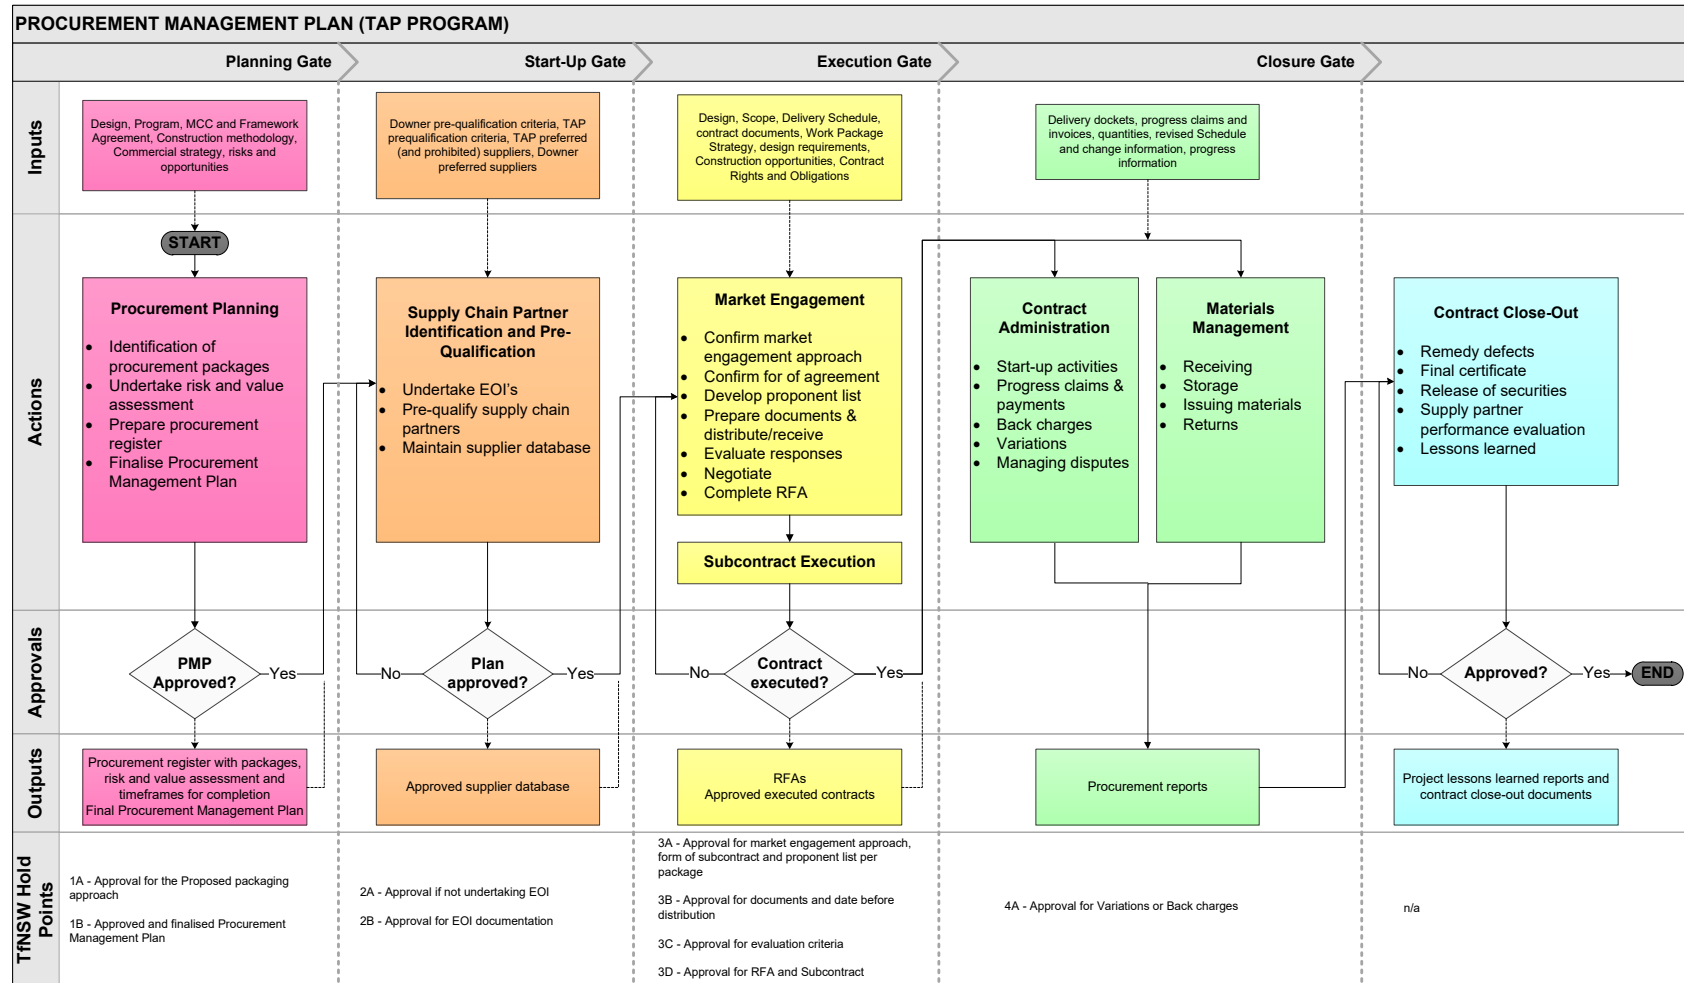 PROCUREMENT MANAGEMENT PLAN (TAP PROGRAM)
Planning Gate
Start-Up Gate
Execution Gate
Closure Gate
Inputs
Design, Program, MCC and Framework
Agreement, Construction methodology,
Commercial strategy, risks and
opportunities
Downer pre-qualification criteria, TAP
prequalification criteria, TAP preferred
(and prohibited) suppliers, Downer
preferred suppliers
Design, Scope, Delivery Schedule,
contract documents, Work Package
Strategy, design requirements,
Construction opportunities, Contract
Rights and Obligations
Delivery dockets, progress claims and
invoices, quantities, revised Schedule
and change information, progress
information
Actions
START
Procurement Planning
• Identification of
procurement packages
• Undertake risk and value
assessment
• Prepare procurement
register
• Finalise Procurement
Management Plan
Supply Chain Partner
Identification and Pre-
Qualification
• Undertake EOI's
• Pre-qualify supply chain
partners
• Maintain supplier database
Market Engagement
• Confirm market
engagement approach
• Confirm for of agreement
• Develop proponent list
• Prepare documents &
distribute/receive
• Evaluate responses
• Negotiate
• Complete RFA
Subcontract Execution
Contract
Administration
• Start-up activities
• Progress claims &
payments
• Back charges
• Variations
• Managing disputes
Materials
Management
• Receiving
• Storage
• Issuing materials
• Returns
Contract Close-Out
• Remedy defects
• Final certificate
• Release of securities
• Supply partner
performance evaluation
• Lessons learned
Approvals
PMP
Approved?
Yes
No
Plan
approved?
Yes
No
Contract
executed?
Yes
No
Approved?
Yes
END
Outputs
Procurement register with packages,
risk and value assessment and
timeframes for completion
Final Procurement Management Plan
Approved supplier database
RFAs
Approved executed contracts
Procurement reports
Project lessons learned reports and
contract close-out documents
TfNSW Hold
Points
1A - Approval for the Proposed packaging
approach
1B - Approved and finalised Procurement
Management Plan
2A - Approval if not undertaking EOI
2B - Approval for EOI documentation
3A - Approval for market engagement approach,
form of subcontract and proponent list per
package
3B - Approval for documents and date before
distribution
3C - Approval for evaluation criteria
3D - Approval for RFA and Subcontract
4A - Approval for Variations or Back charges
n/a